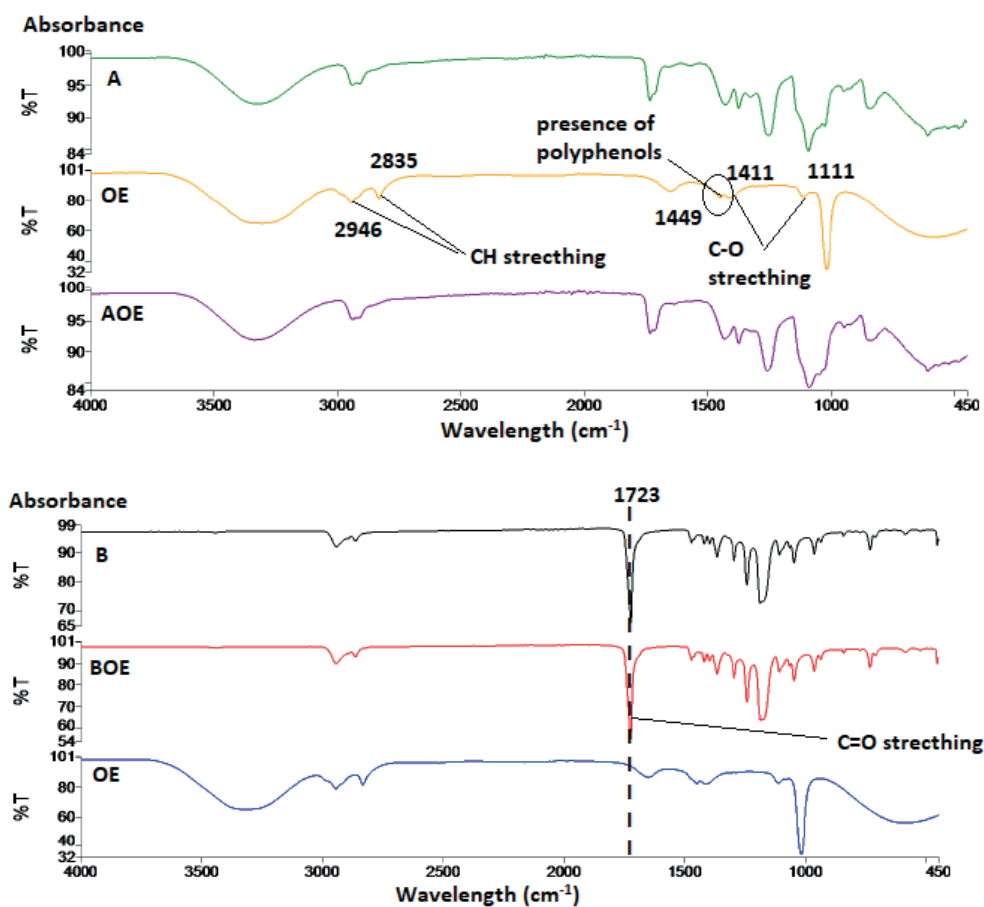 Absorbance
100
A
95
%T
90
84
presence of
polyphenols
101
OE
2835
1411
1111
80
%T
2946
1449
60
CH strecthing
C-O
strecthing
40
32
100
AOE
95
%T
90
84
4000 3500 3000 2500 2000 1500 1000 450
Wavelength (cm-1)
Absorbance
1723
99
B
90
%T
80
70
65
101
BOE
90
%T
80
70
60
54
C=O strecthing
101
OE
80
%T
60
40
32
4000 3500 3000 2500 2000 1500 1000 450
Wavelength (cm-1)